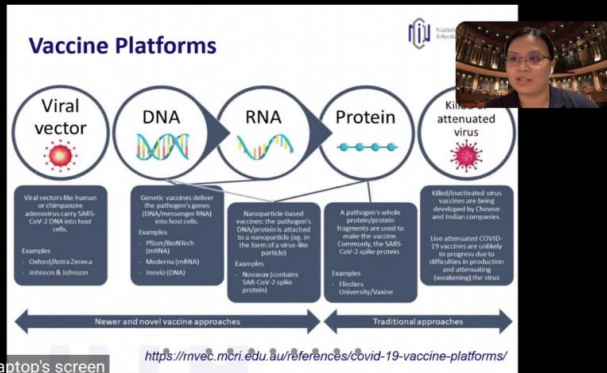 Vaccine Platforms
Nation
Infecti
Viral
vector
DNA
RNA
Protein
Kill
attenuated
virus
Viral vectors like human
or chimpanzee
adenovirus carry SARS-
CoV-2 DNA into host
cells.
Examples
- Oxford/Astra Zeneca
- Johnson & Johnson
Genetic vaccines deliver
the pathogen's genes
(DNA/messenger RNA)
into host cells.
Examples
- Pfizer/BioNTech
(mRNA)
- Moderna (mRNA)
- Inovio (DNA)
Nanoparticle-based
vaccines: the pathogen's
DNA/protein is attached
to a nanoparticle (eg. in
the form of a virus-like
particle)
Examples
- Novavax (contains
SAR-CoV-2 spike
protein)
A pathogen's whole
protein/protein
fragments are used to
make the vaccine.
Commonly, the SARS-
CoV-2 spike protein.
Examples
- Flinders
University/Vaxine
Killed/inactivated virus
vaccines are being
developed by Chinese
and Indian companies.
Live attenuated COVID-
19 vaccines are unlikely
to progress due to
difficulties in production
and attenuating
(weakening) the virus
Newer and novel vaccine approaches
Traditional approaches
https://mvec.mcri.edu.au/references/covid-19-vaccine-platforms/
aptop's screen